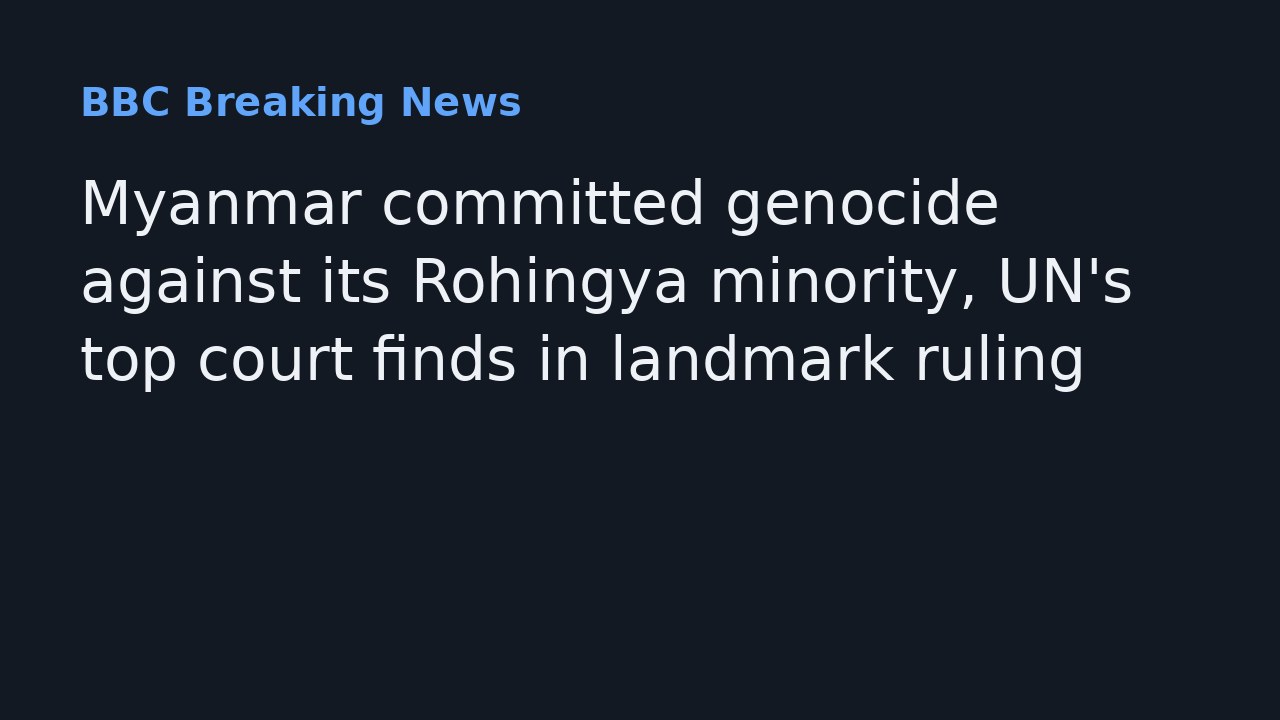 BBC Breaking News
Myanmar committed genocide
against its Rohingya minority, UN's
top court finds in landmark ruling